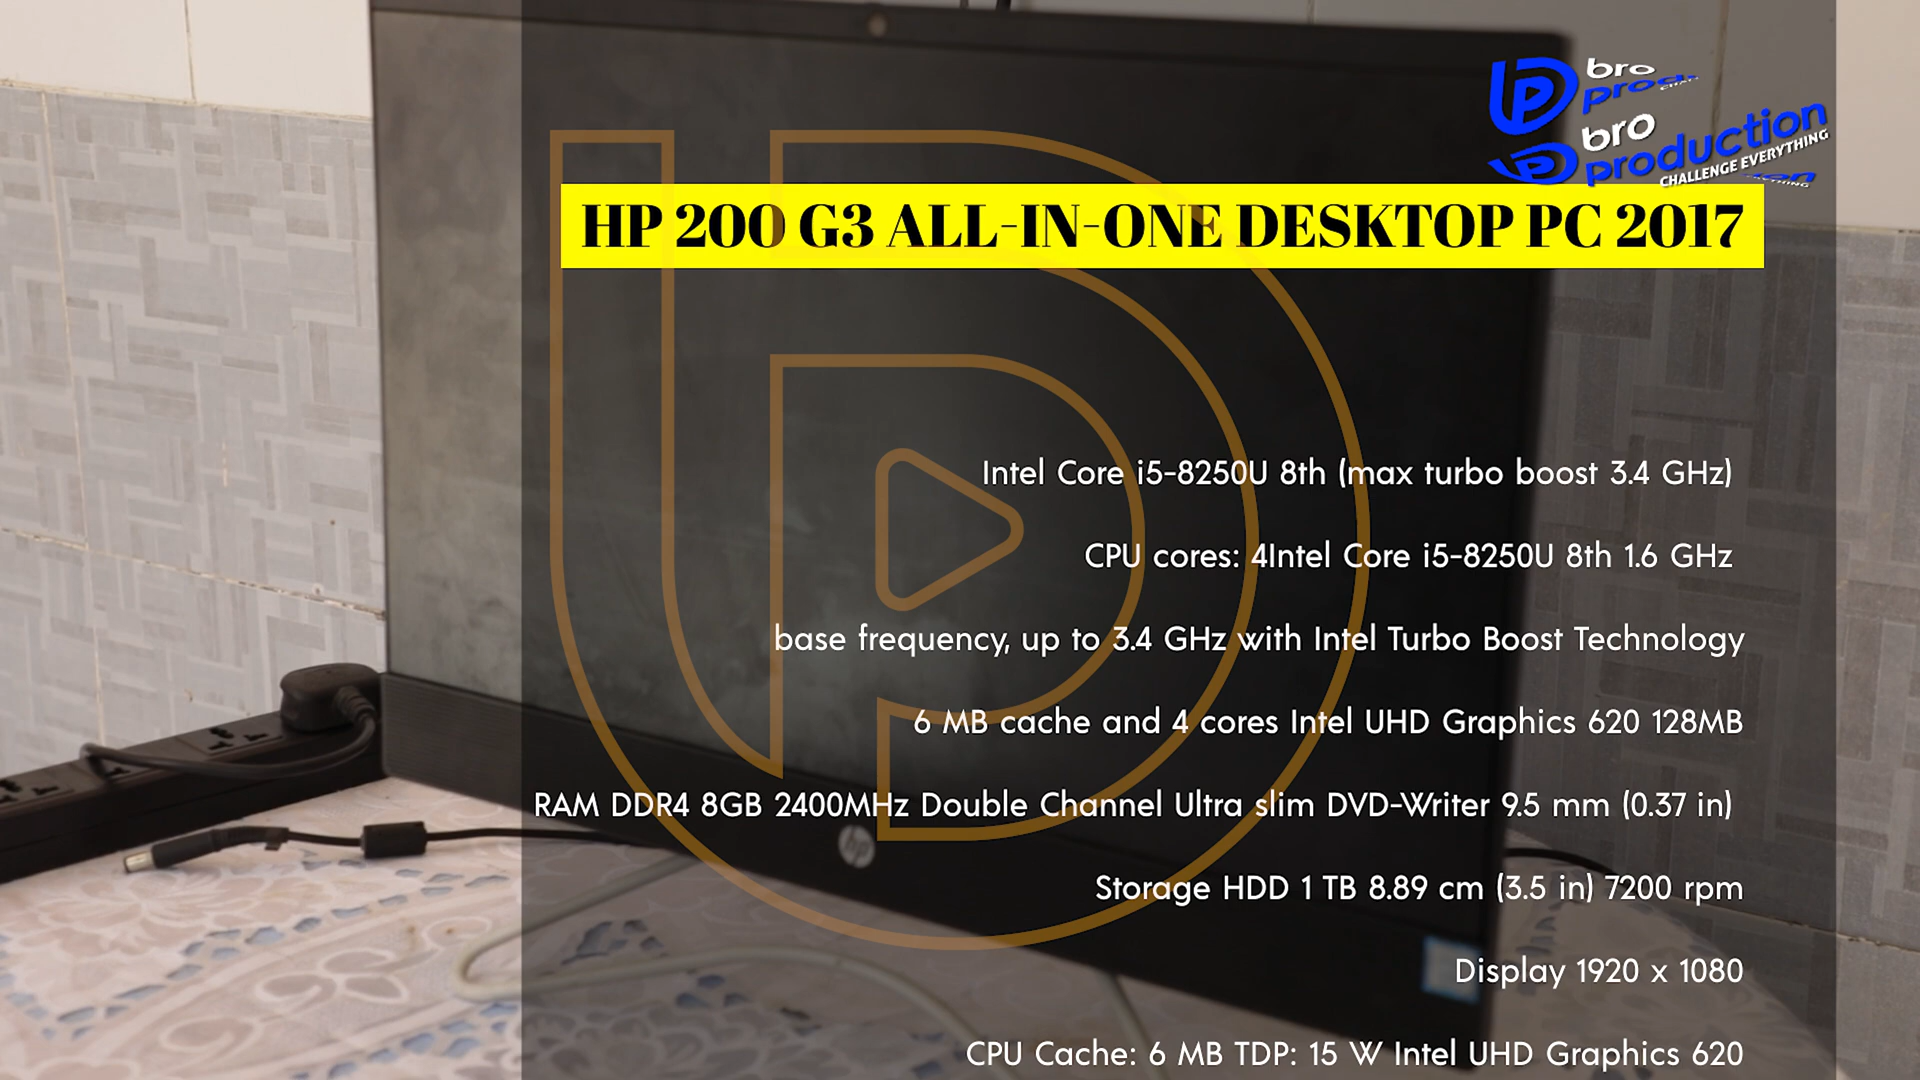 bro
bro
production
CHALLENGE EVERYTHING
HP 200 G3 ALL-IN-ONE DESKTOP PC 2017
Intel Core i5-8250U 8th (max turbo boost 3.4 GHz)
CPU cores: 4Intel Core i5-8250U 8th 1.6 GHz
base frequency, up to 3.4 GHz with Intel Turbo Boost Technology
6 MB cache and 4 cores Intel UHD Graphics 620 128MB
RAM DDR4 8GB 2400MHz Double Channel Ultra slim DVD-Writer 9.5 mm (0.37 in)
hp
Storage HDD 1 TB 8.89 cm (3.5 in) 7200 rpm
Display 1920 x 1080
CPU Cache: 6 MB TDP: 15 W Intel UHD Graphics 620